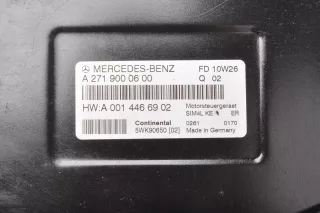 MERCEDES-BENZ FD 10W26
A 271 900 06 00 Q 02
HW:A 001 446 69 02 Motorsteuergeraet
SIM4L KE ER
Continental 0261 0170
5WK90650 [02] Made in Germany